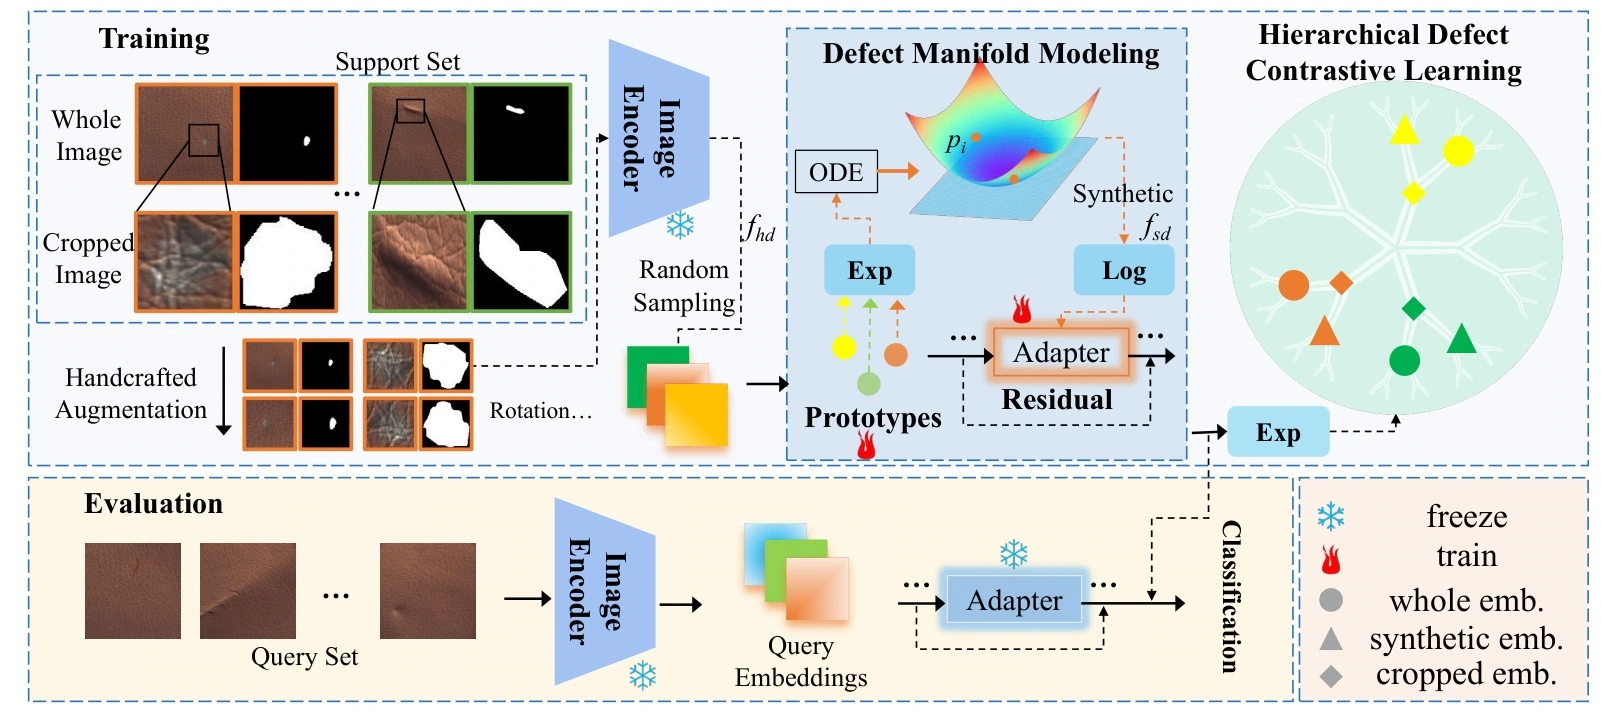 Training
Support Set
Whole
Image
...
Cropped
Image
Handcrafted
Augmentation
Rotation...
Image
Encoder
f_hd
Random
Sampling
Defect Manifold Modeling
p_i
ODE
Synthetic
f_sd
Exp
Log
...
Adapter
...
Residual
Prototypes
Hierarchical Defect
Contrastive Learning
Exp
Evaluation
...
Query Set
Image
Encoder
Query
Embeddings
...
Adapter
...
Classification
freeze
train
whole emb.
synthetic emb.
cropped emb.